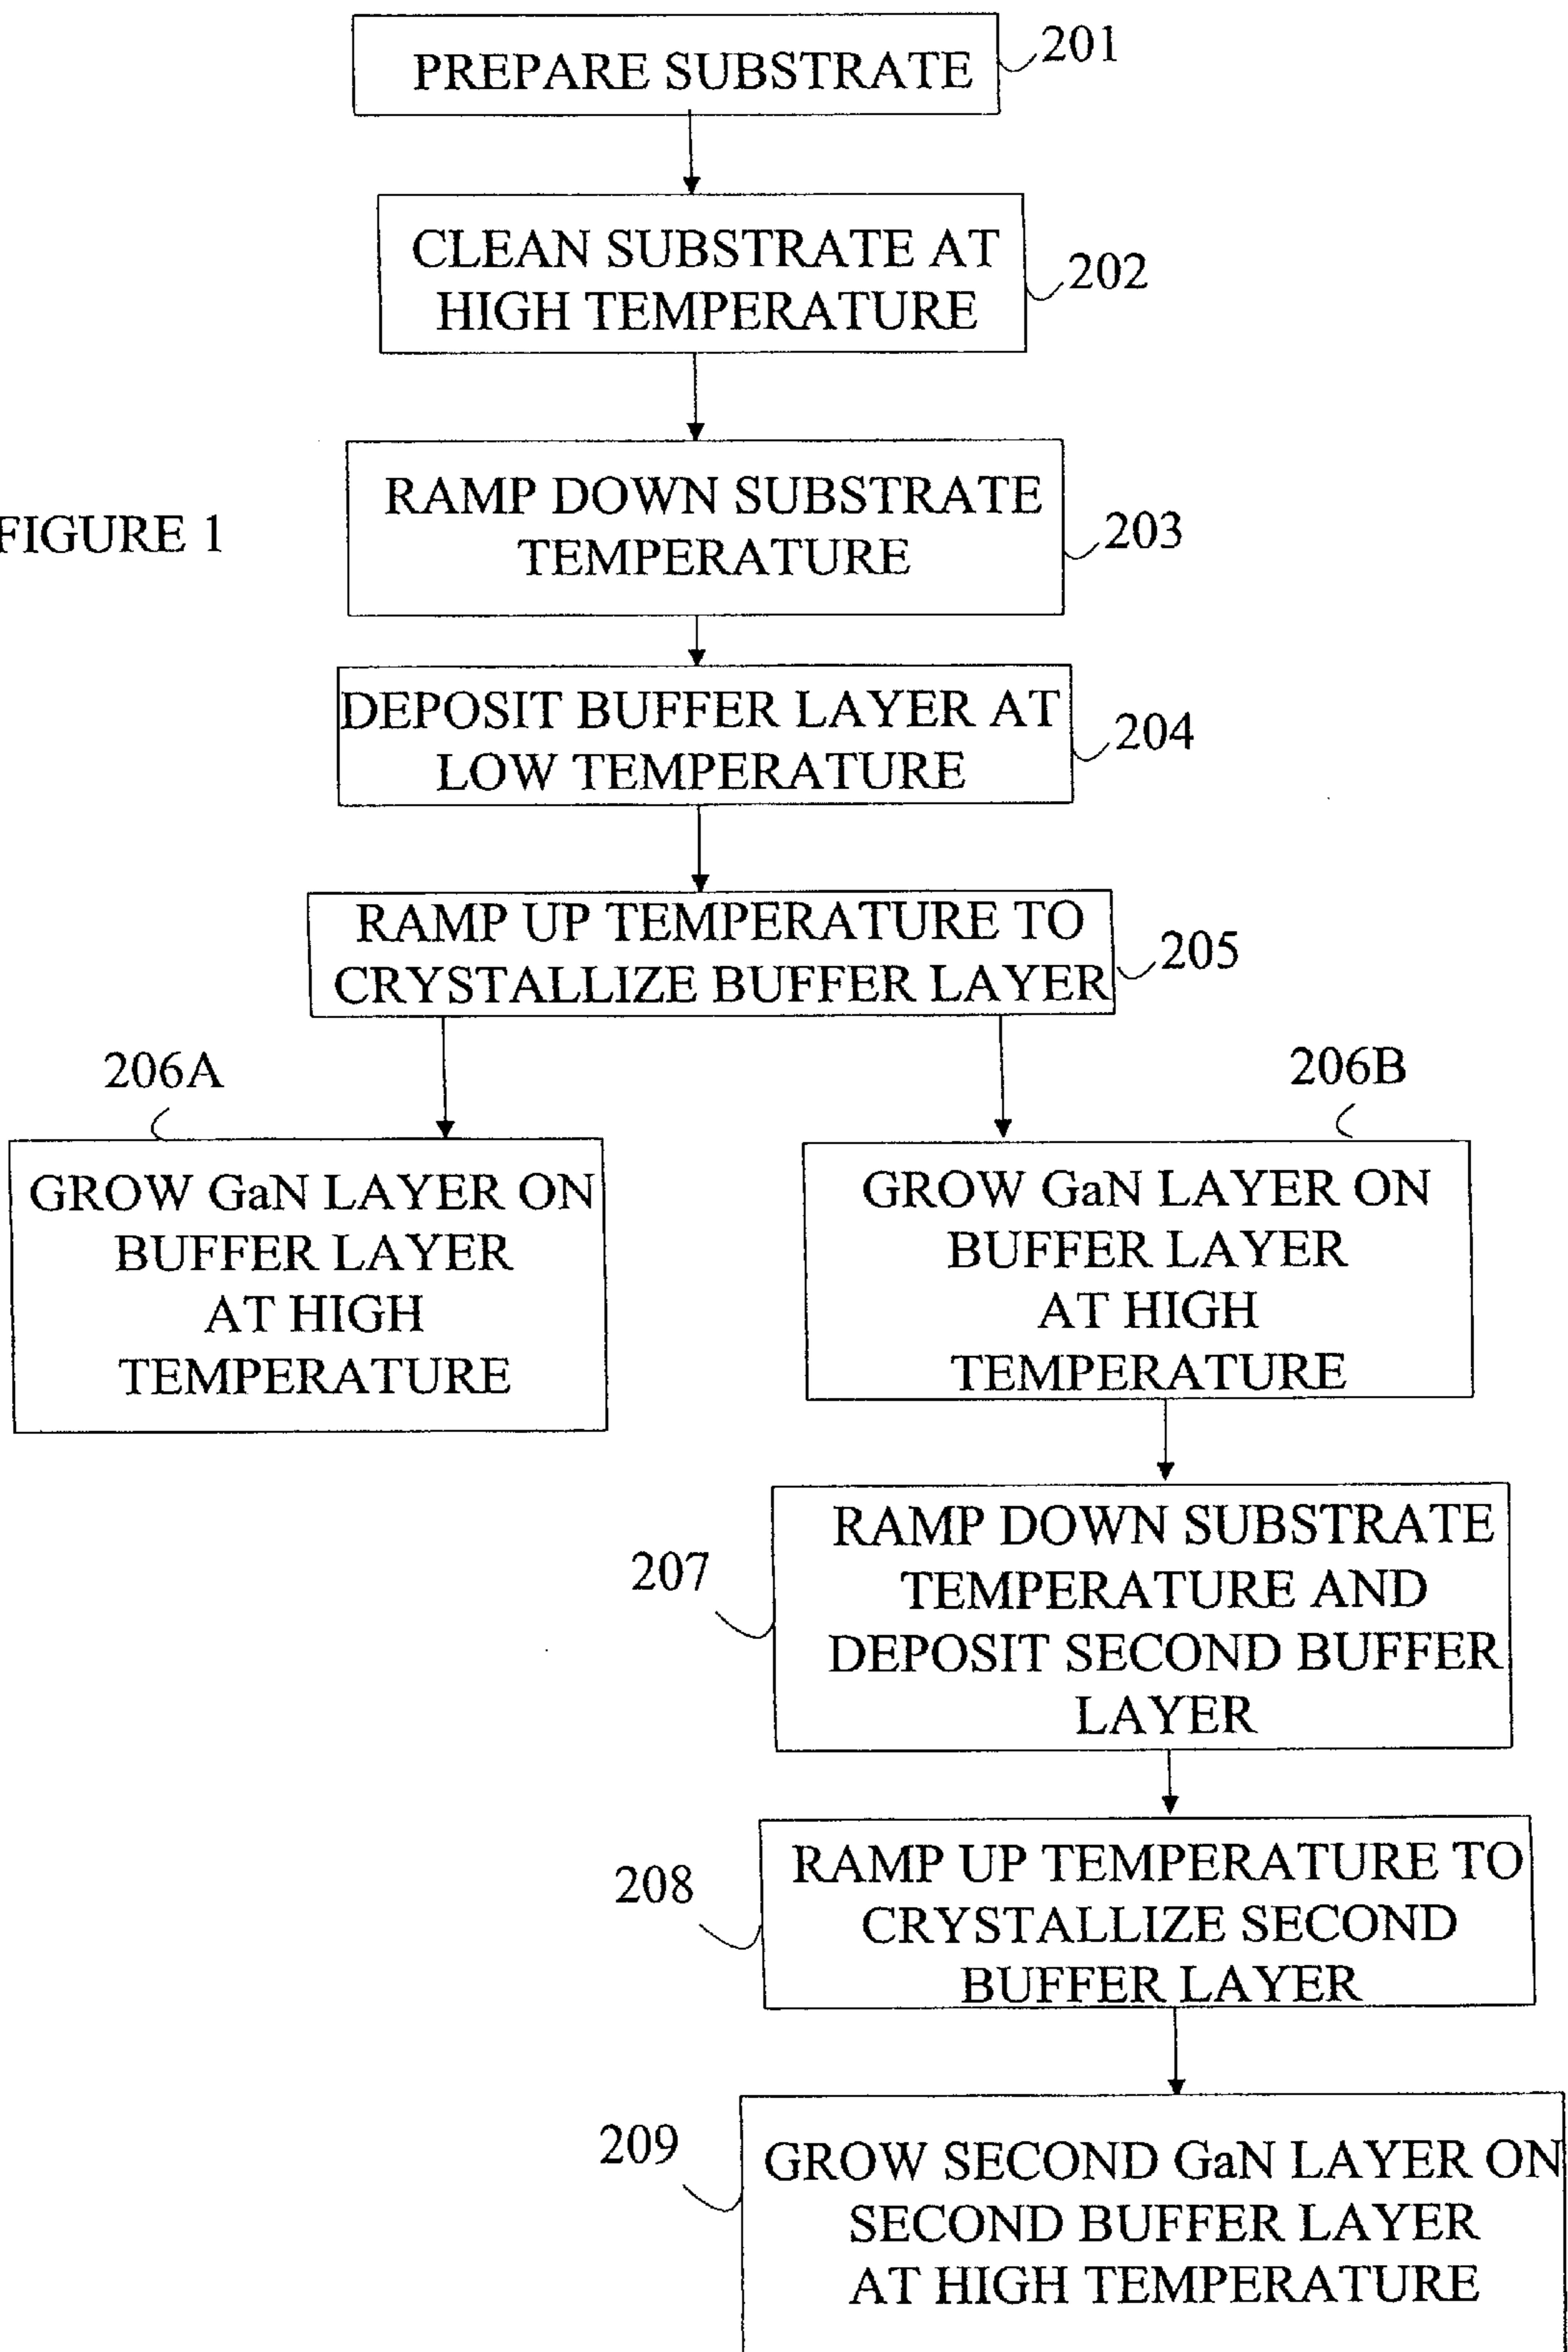 PREPARE SUBSTRATE
201
CLEAN SUBSTRATE AT
HIGH TEMPERATURE
202
FIGURE 1
RAMP DOWN SUBSTRATE
TEMPERATURE
203
DEPOSIT BUFFER LAYER AT
LOW TEMPERATURE
204
RAMP UP TEMPERATURE TO
CRYSTALLIZE BUFFER LAYER
205
206A
GROW GaN LAYER ON
BUFFER LAYER
AT HIGH
TEMPERATURE
206B
GROW GaN LAYER ON
BUFFER LAYER
AT HIGH
TEMPERATURE
207
RAMP DOWN SUBSTRATE
TEMPERATURE AND
DEPOSIT SECOND BUFFER
LAYER
208
RAMP UP TEMPERATURE TO
CRYSTALLIZE SECOND
BUFFER LAYER
209
GROW SECOND GaN LAYER ON
SECOND BUFFER LAYER
AT HIGH TEMPERATURE